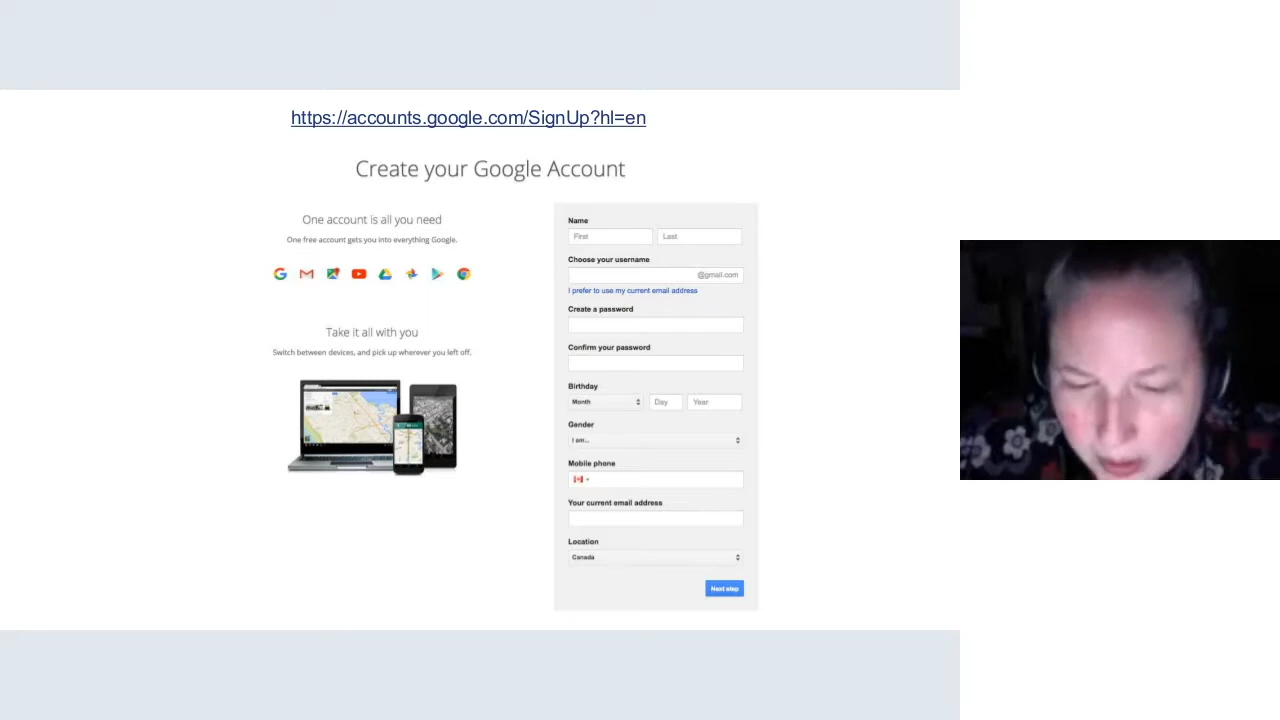 https://accounts.google.com/SignUp?hl=en
Create your Google Account
One account is all you need
One free account gets you into everything Google.
Take it all with you
Switch between devices, and pick up wherever you left off.
Name
First Last
Choose your username
@gmail.com
I prefer to use my current email address
Create a password
Confirm your password
Birthday
Month Day Year
Gender
I am...
Mobile phone
Your current email address
Location
Canada
Next step